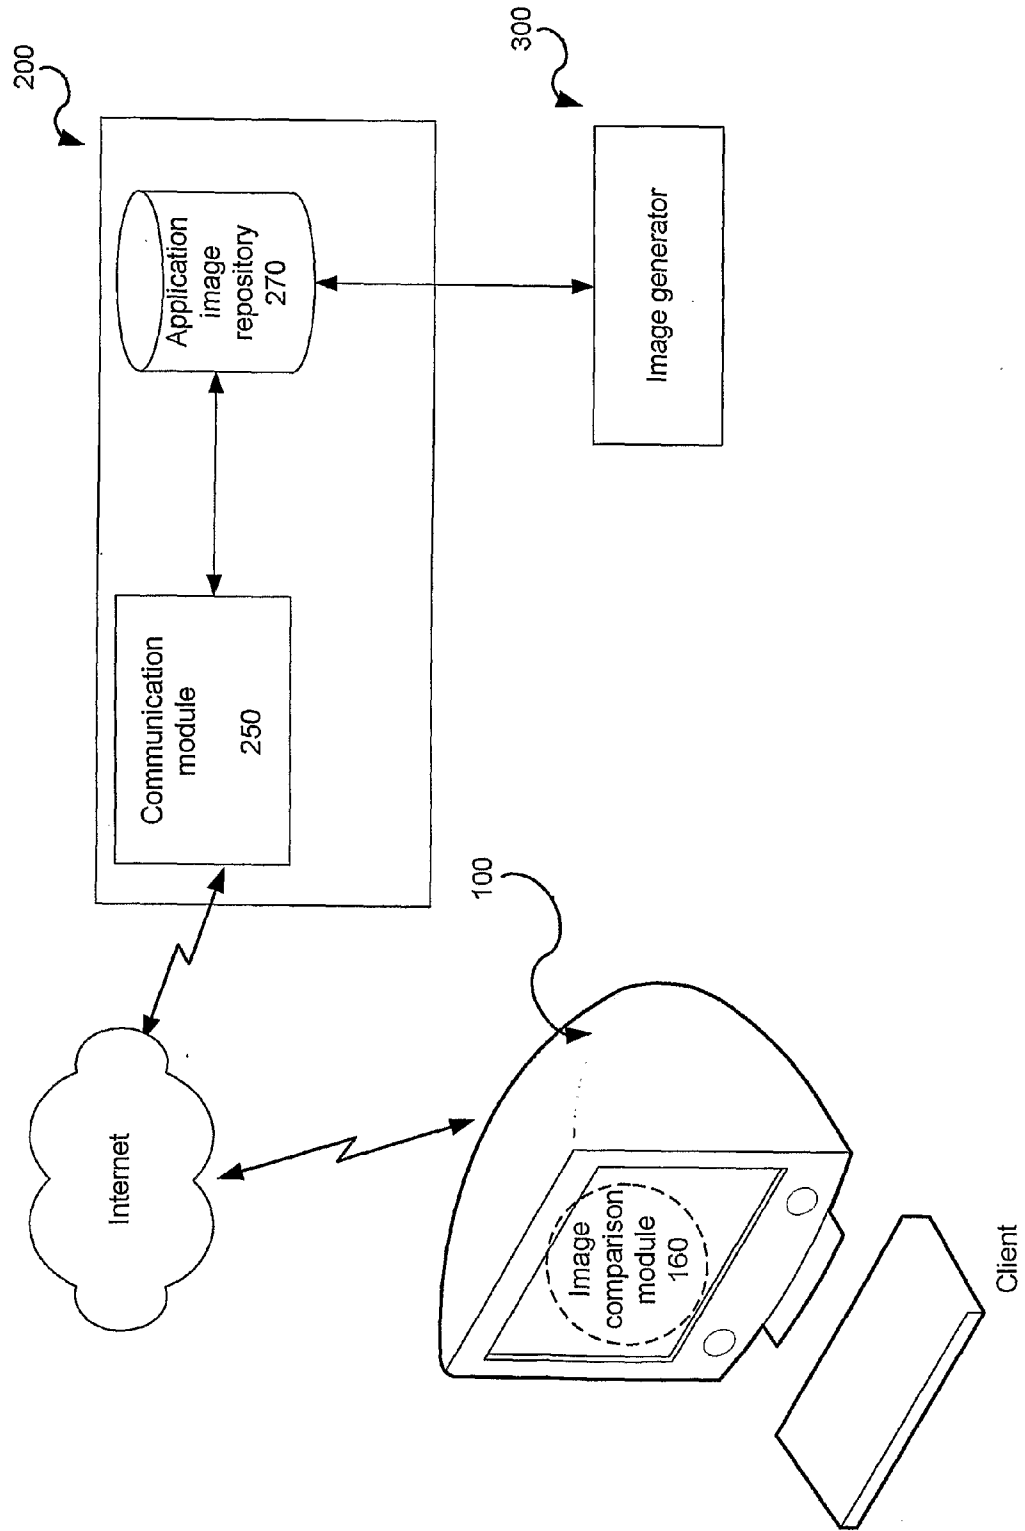 200
Application
image
repository
270
300
Image generator
Communication
module
250
Internet
100
Image
comparison
module
160
Client